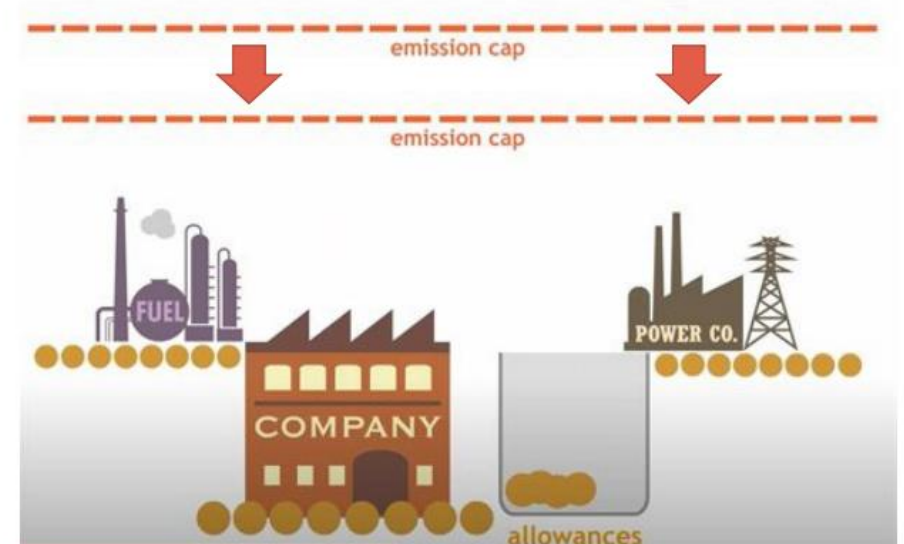 emission cap
emission cap
FUEL
POWER CO.
COMPANY
allowances